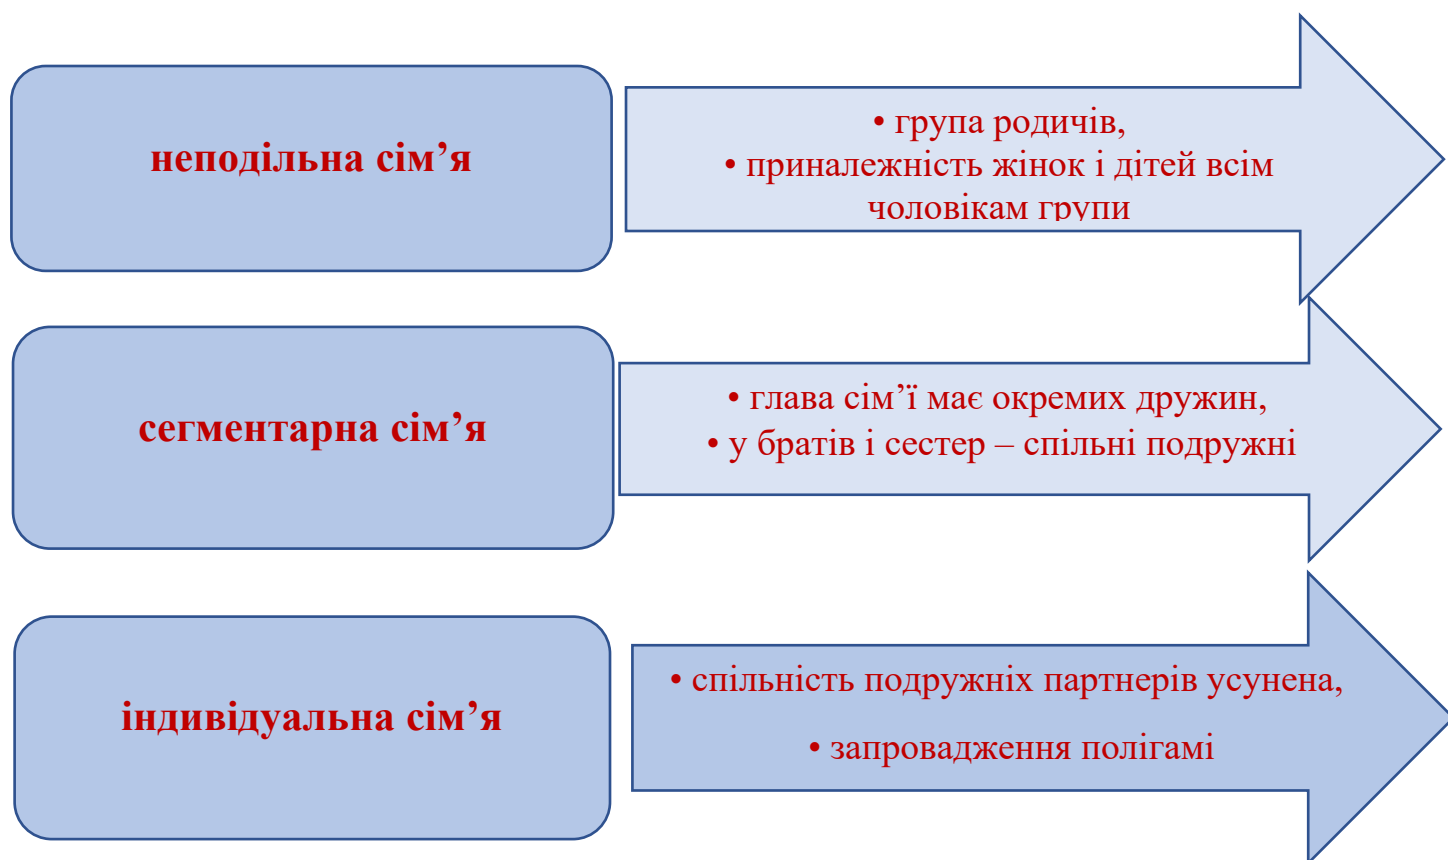 неподільна сім’я
• група родичів,
• приналежність жінок і дітей всім
чоловікам групи
сегментарна сім’я
• глава сім’ї має окремих дружин,
• у братів і сестер – спільні подружні
індивідуальна сім’я
• спільність подружніх партнерів усунена,
• запровадження полігамі